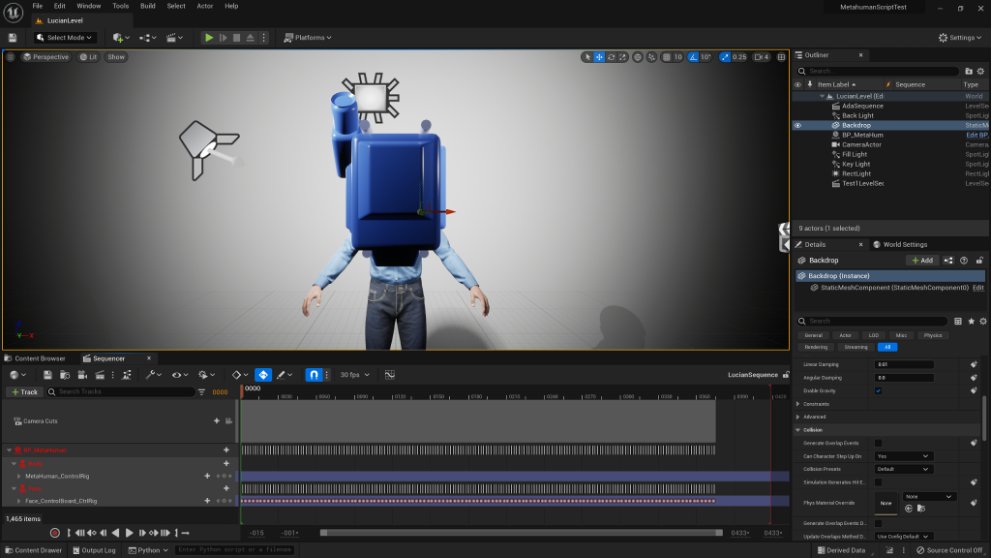 File Edit Window Tools Build Select Actor Help
MetahumanScriptTest
LucianLevel
Select Mode
Platforms
Settings
Perspective Lit Show
10 10° 0.25 4
Outliner
Search...
Item Label Sequence Type
LucianLevel (Ed World
AdaSequence LevelSe
Back Light SpotLig
Backdrop StaticM
BP_MetaHum Edit BP_
CameraActor Camera
Fill Light SpotLig
Key Light SpotLig
RectLight RectLig
Test1LevelSec LevelSe
9 actors (1 selected)
Details World Settings
Backdrop Add
Backdrop (Instance)
StaticMeshComponent (StaticMeshComponent0) Edit
Search
General Actor LOD Misc Physics
Rendering Streaming All
Linear Damping 0.01
Angular Damping 0.0
Enable Gravity
Constraints
Advanced
Collision
Generate Overlap Events
Can Character Step Up On Yes
Collision Presets Default
Simulation Generates Hit E
Phys Material Override None None
Generate Overlap Events D
Update Overlaps Method D Use Config Default
Content Browser Sequencer
30 fps LucianSequence
Track Search Tracks 0000
0000
Camera Cuts
BP_MetaHuman
Body
MetaHuman_ControlRig
Face
Face_ControlBoard_CtrlRig
1,465 items
-015 -001+ 0433+ 0433+
Content Drawer Output Log Python Enter Python script or a filename
Derived Data Source Control Off